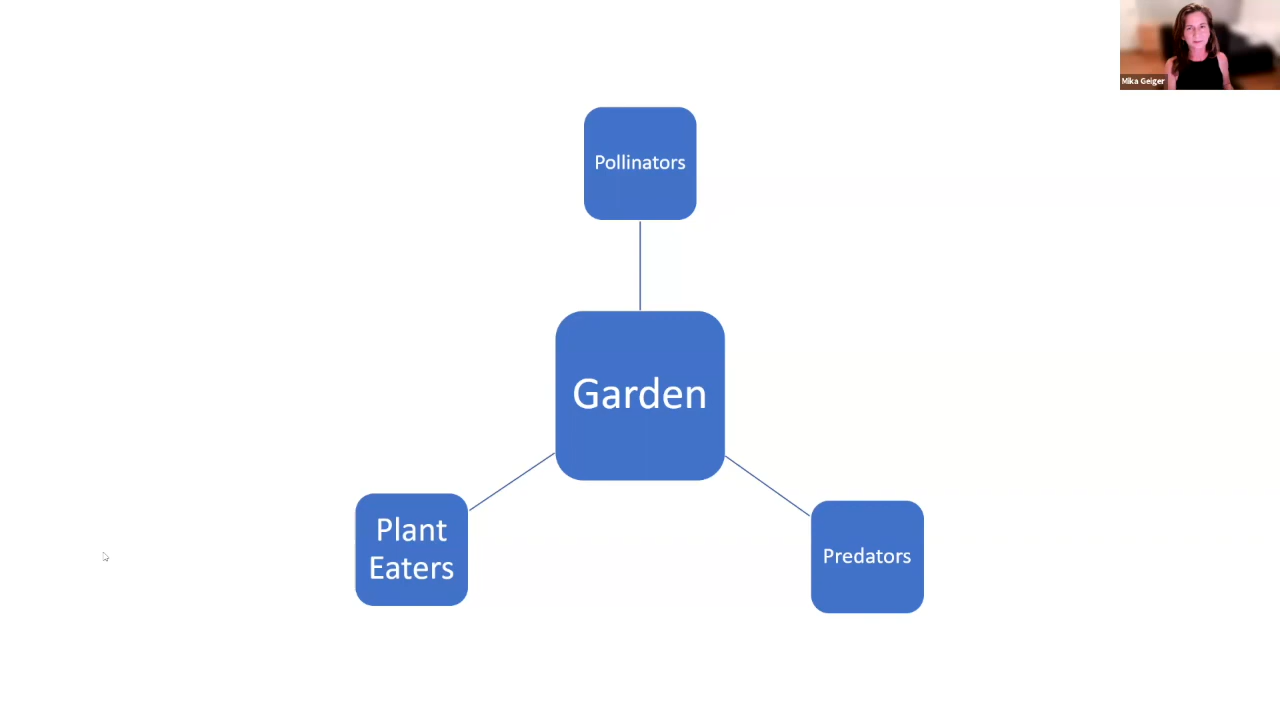 Mika Geiger
Pollinators
Garden
Plant
Eaters
Predators